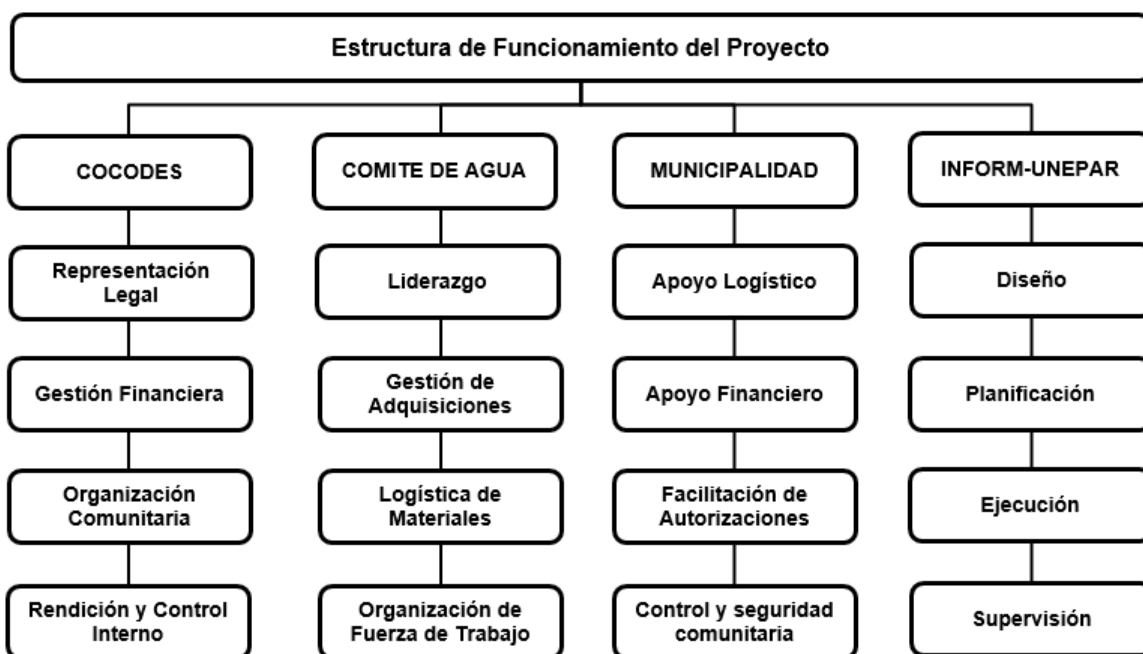 Estructura de Funcionamiento del Proyecto
COCODES
COMITE DE AGUA
MUNICIPALIDAD
INFORM-UNEPAR
Representación
Legal
Liderazgo
Apoyo Logístico
Diseño
Gestión Financiera
Gestión de
Adquisiciones
Apoyo Financiero
Planificación
Organización
Comunitaria
Logística de
Materiales
Facilitación de
Autorizaciones
Ejecución
Rendición y Control
Interno
Organización de
Fuerza de Trabajo
Control y seguridad
comunitaria
Supervisión